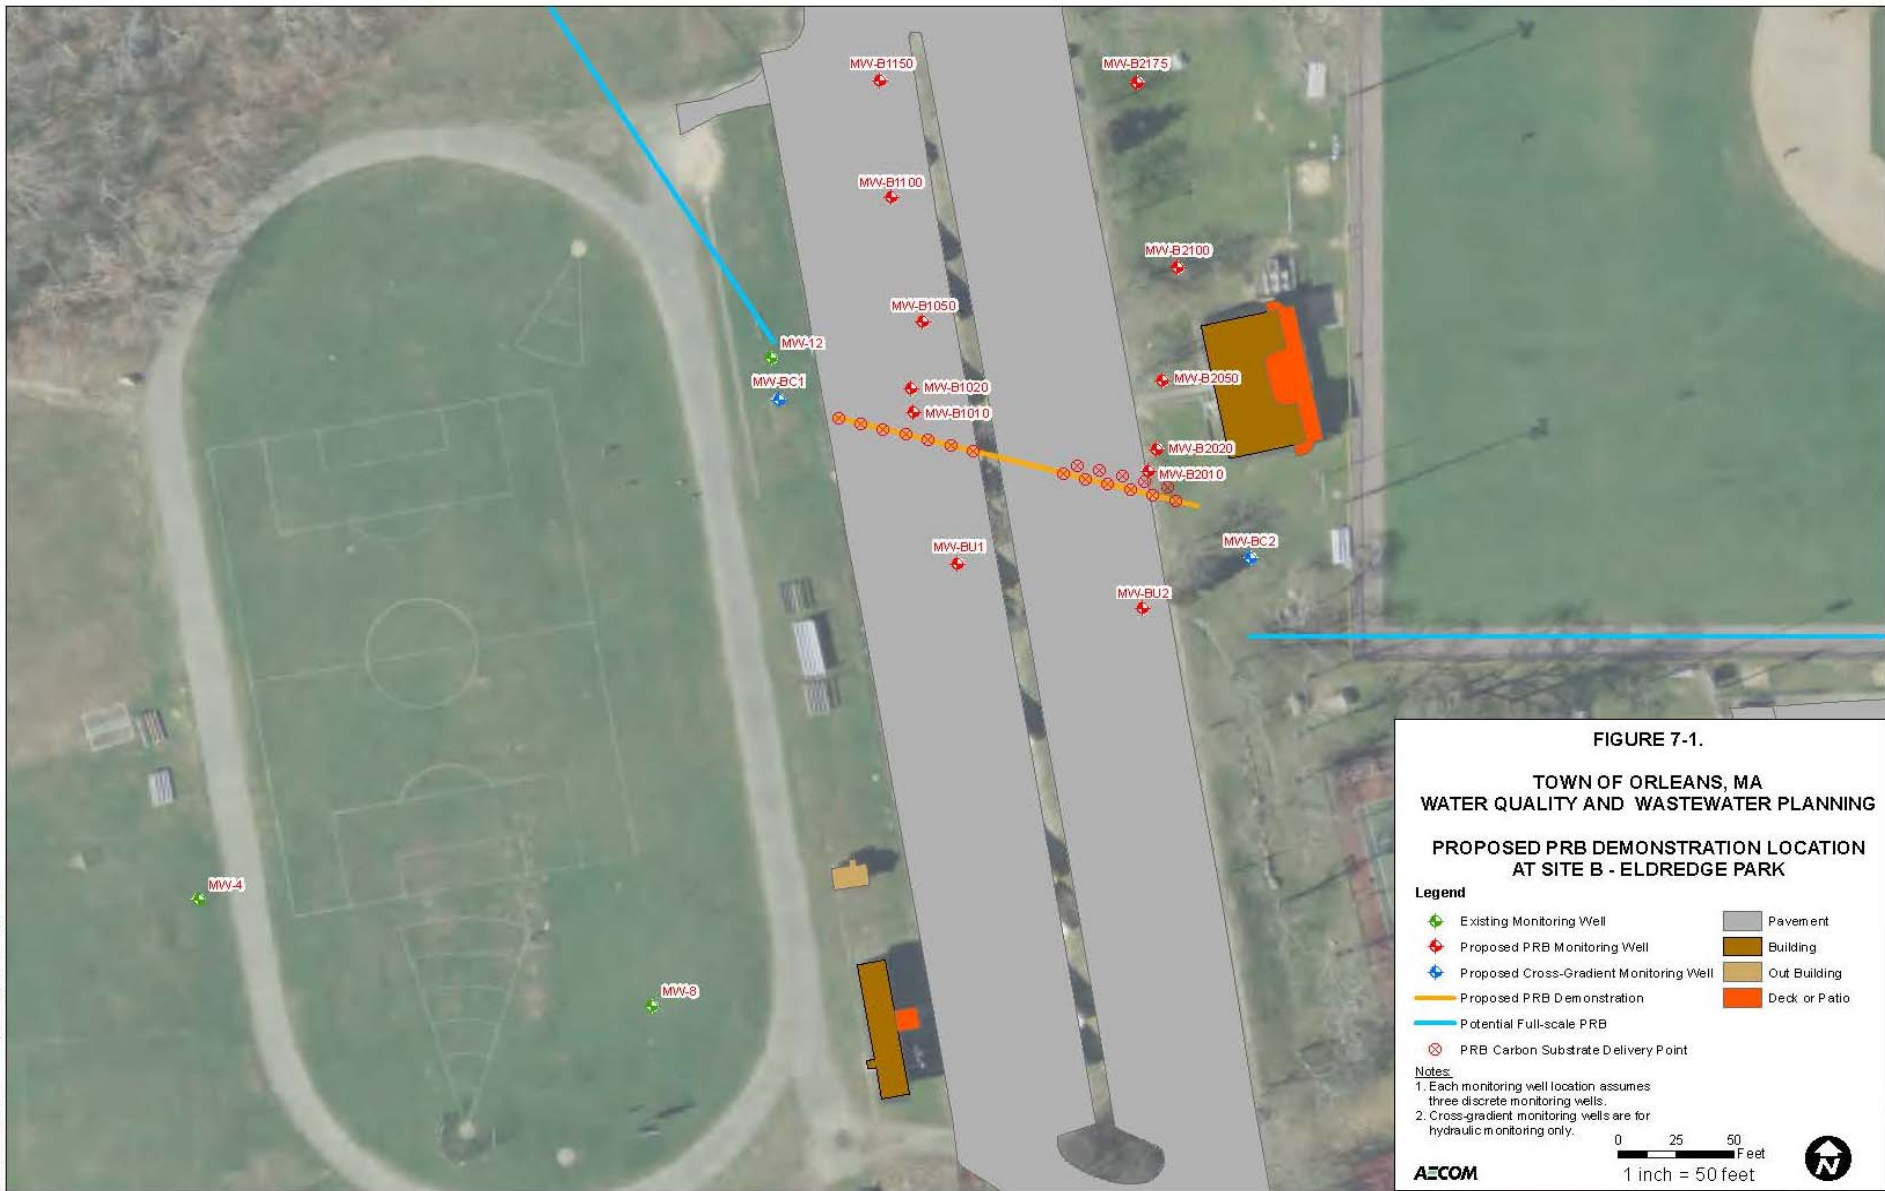 MW-B1150
MW-B2175
MW-B1100
MW-B2100
MW-B1050
MW-12
MW-BC1
MW-B1020
MW-B2050
MW-B1010
MW-B2020
MW-B2010
MW-BU1
MW-BC2
MW-BU2
MW-4
MW-8
FIGURE 7-1.
TOWN OF ORLEANS, MA
WATER QUALITY AND WASTEWATER PLANNING
PROPOSED PRB DEMONSTRATION LOCATION
AT SITE B - ELDREDGE PARK
Legend
Existing Monitoring Well
Proposed PRB Monitoring Well
Proposed Cross-Gradient Monitoring Well
Proposed PRB Demonstration
Potential Full-scale PRB
PRB Carbon Substrate Delivery Point
Pavement
Building
Out Building
Deck or Patio
Notes:
1. Each monitoring well location assumes
three discrete monitoring wells.
2. Cross-gradient monitoring wells are for
hydraulic monitoring only.
0 25 50
Feet
1 inch = 50 feet
AECOM
N